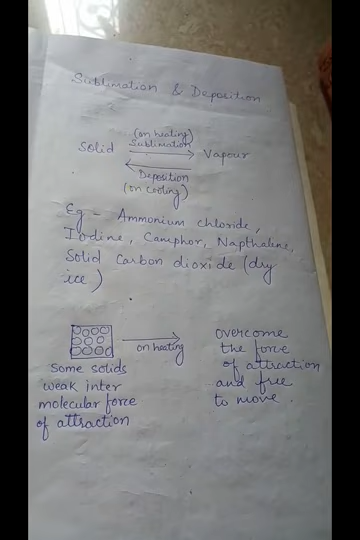 Sublimation & Deposition
(on heating)
Solid Sublimation Vapour
Deposition
(on cooling)
Eg - Ammonium chloride,
Iodine, Camphor, Napthalene,
Solid Carbon dioxide (dry
ice)
on heating
Some solids
weak inter
molecular force
of attraction
overcome
the force
of attraction
and free
to move.